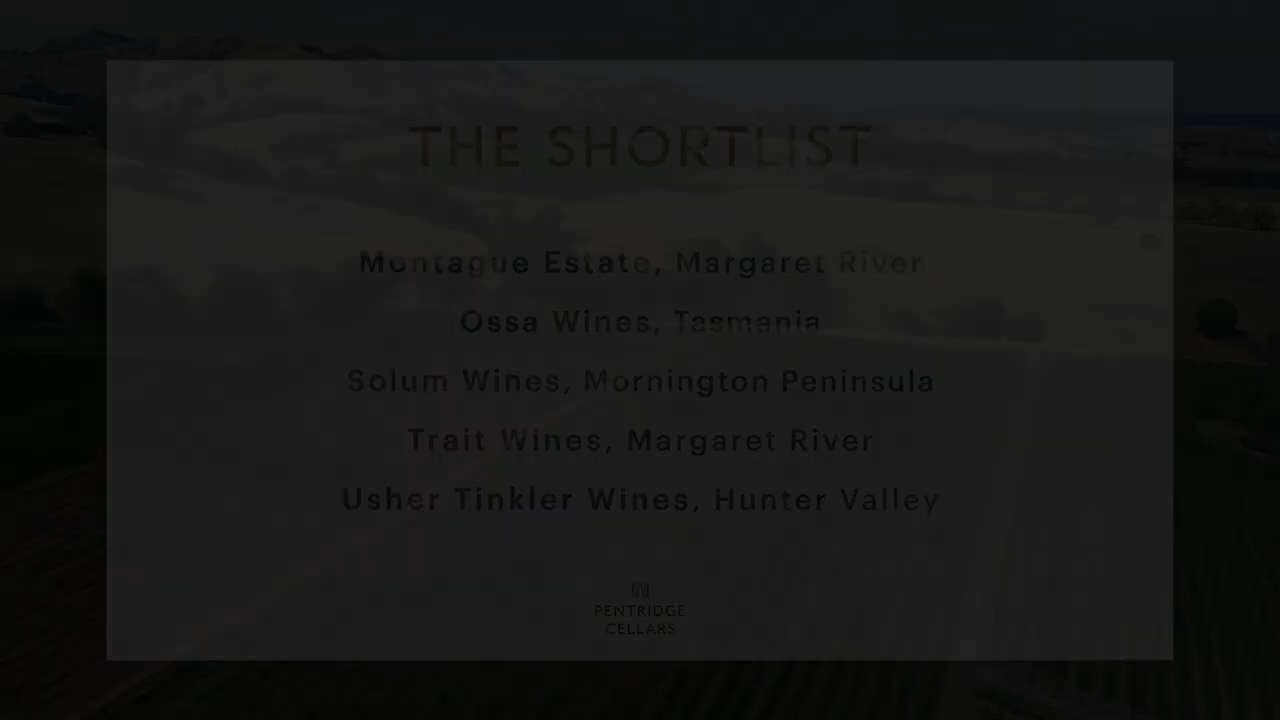 THE SHORTLIST
Montague Estate, Margaret River
Ossa Wines, Tasmania
Solum Wines, Mornington Peninsula
Trait Wines, Margaret River
Usher Tinkler Wines, Hunter Valley
PENTRIDGE
CELLARS